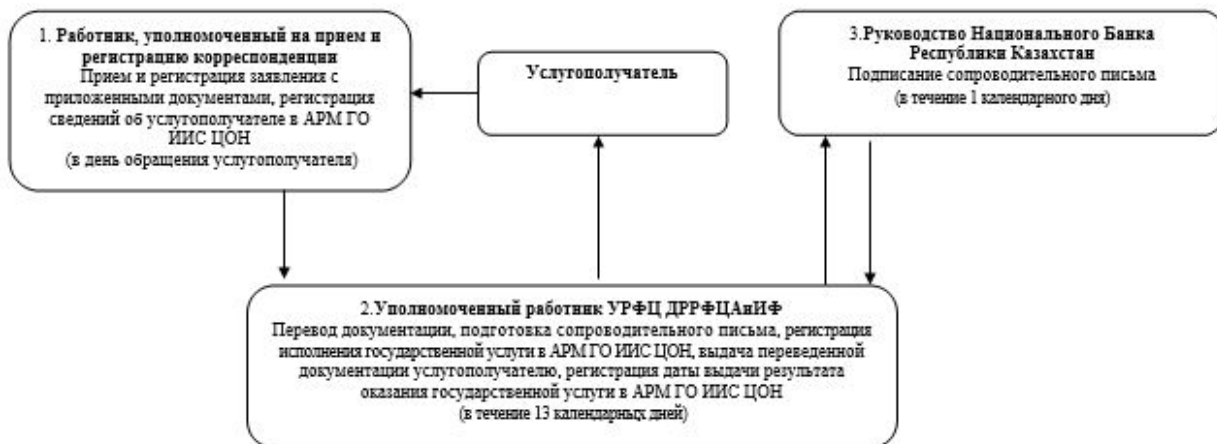 1. Работник, уполномоченный на прием и
регистрацию корреспонденции
Прием и регистрация заявления с
приложенными документами, регистрация
сведений об услугополучателе в АРМ ГО
ИИС ЦОН
(в день обращения услугополучателя)
Услугополучатель
3.Руководство Национального Банка
Республики Казахстан
Подписание сопроводительного письма
(в течение 1 календарного дня)
2.Уполномоченный работник УРФЦ ДРРФЦАиИФ
Перевод документации, подготовка сопроводительного письма, регистрация
исполнения государственной услуги в АРМ ГО ИИС ЦОН, выдача переведенной
документации услугополучателю, регистрация даты выдачи результата
оказания государственной услуги в АРМ ГО ИИС ЦОН
(в течение 13 календарных дней)